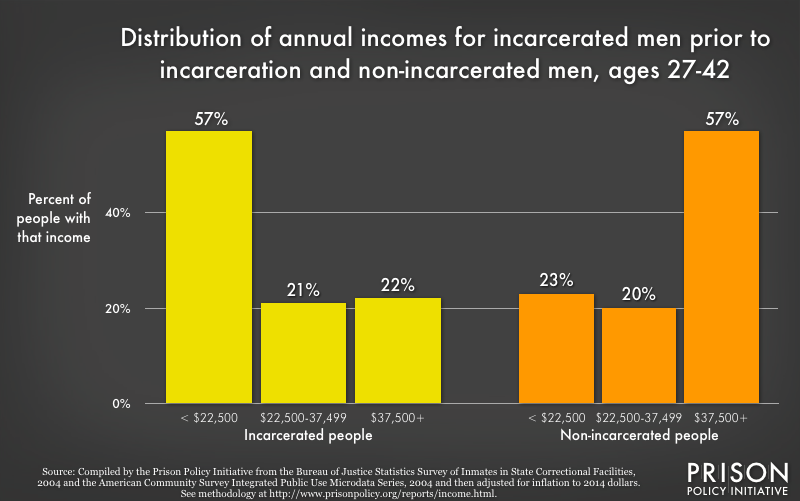 Distribution of annual incomes for incarcerated men prior to
incarceration and non-incarcerated men, ages 27-42
Percent of
people with
that income
40%
20%
0%
57%
21%
22%
23%
20%
57%
< $22,500
$22,500-37,499
$37,500+
Incarcerated people
< $22,500
$22,500-37,499
$37,500+
Non-incarcerated people
Source: Compiled by the Prison Policy Initiative from the Bureau of Justice Statistics Survey of Inmates in State Correctional Facilities,
2004 and the American Community Survey Integrated Public Use Microdata Series, 2004 and then adjusted for inflation to 2014 dollars.
See methodology at http://www.prisonpolicy.org/reports/income.html.
PRISON
POLICY INITIATIVE